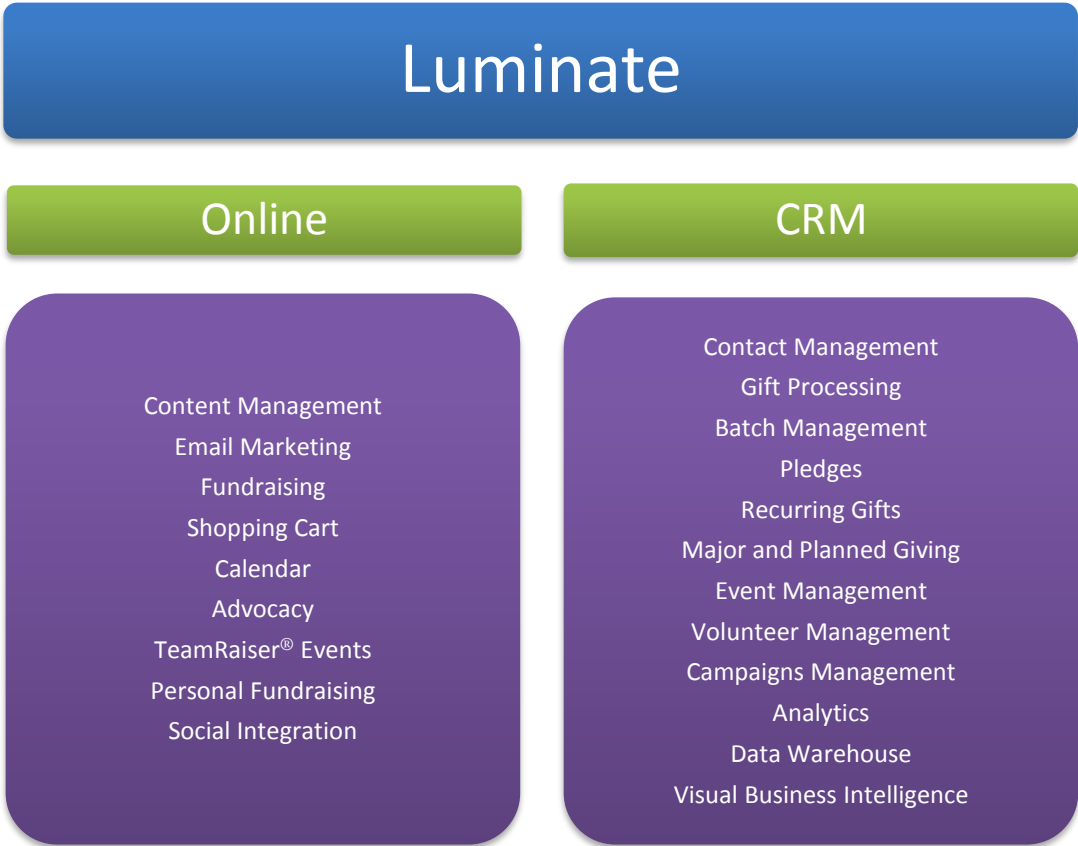 Luminate
Online
Content Management
Email Marketing
Fundraising
Shopping Cart
Calendar
Advocacy
TeamRaiser® Events
Personal Fundraising
Social Integration
CRM
Contact Management
Gift Processing
Batch Management
Pledges
Recurring Gifts
Major and Planned Giving
Event Management
Volunteer Management
Campaigns Management
Analytics
Data Warehouse
Visual Business Intelligence